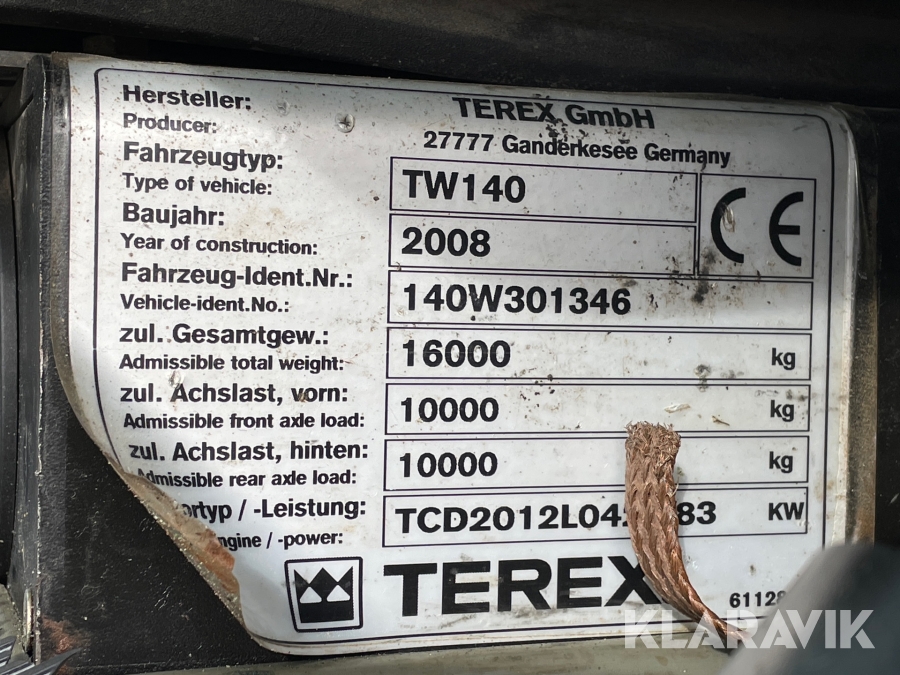 Hersteller:
TEREX GmbH
Producer:
27777 Ganderkesee Germany
Fahrzeugtyp:
Type of vehicle:
TW140
CE
Baujahr:
Year of construction:
2008
Fahrzeug-Ident.Nr.:
Vehicle-ident.No.:
140W301346
zul. Gesamtgew.:
Admissible total weight:
16000 kg
zul. Achslast, vorn:
Admissible front axle load:
10000 kg
zul. Achslast, hinten:
Admissible rear axle load:
10000 kg
/ -Leistung:
/ -power:
83 KW
TEREX
KLARAVIK